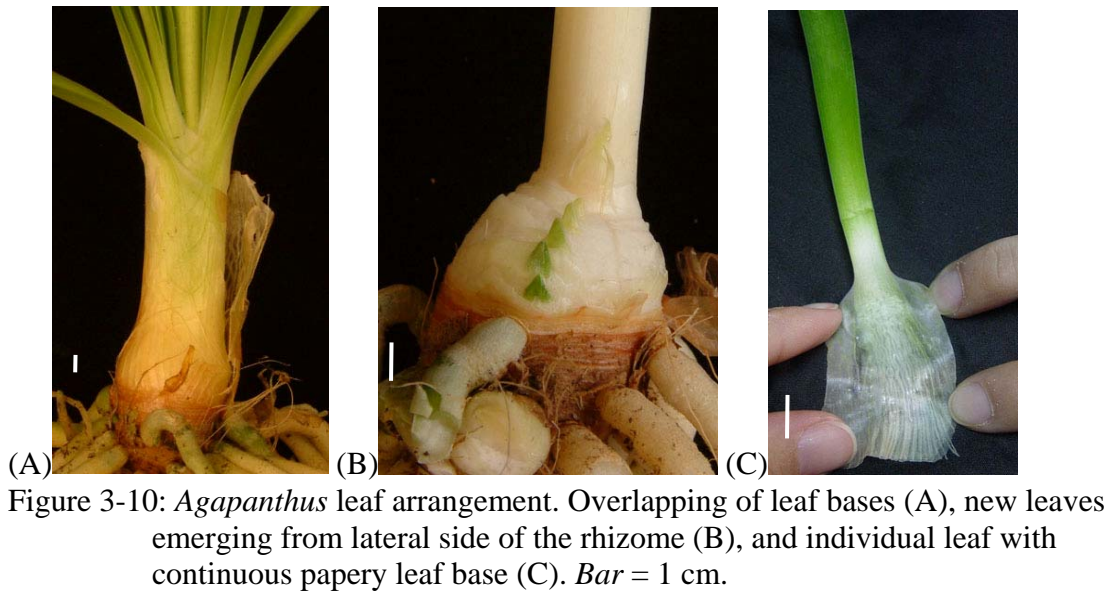 (A) (B) (C)
Figure 3-10: Agapanthus leaf arrangement. Overlapping of leaf bases (A), new leaves
emerging from lateral side of the rhizome (B), and individual leaf with
continuous papery leaf base (C). Bar = 1 cm.